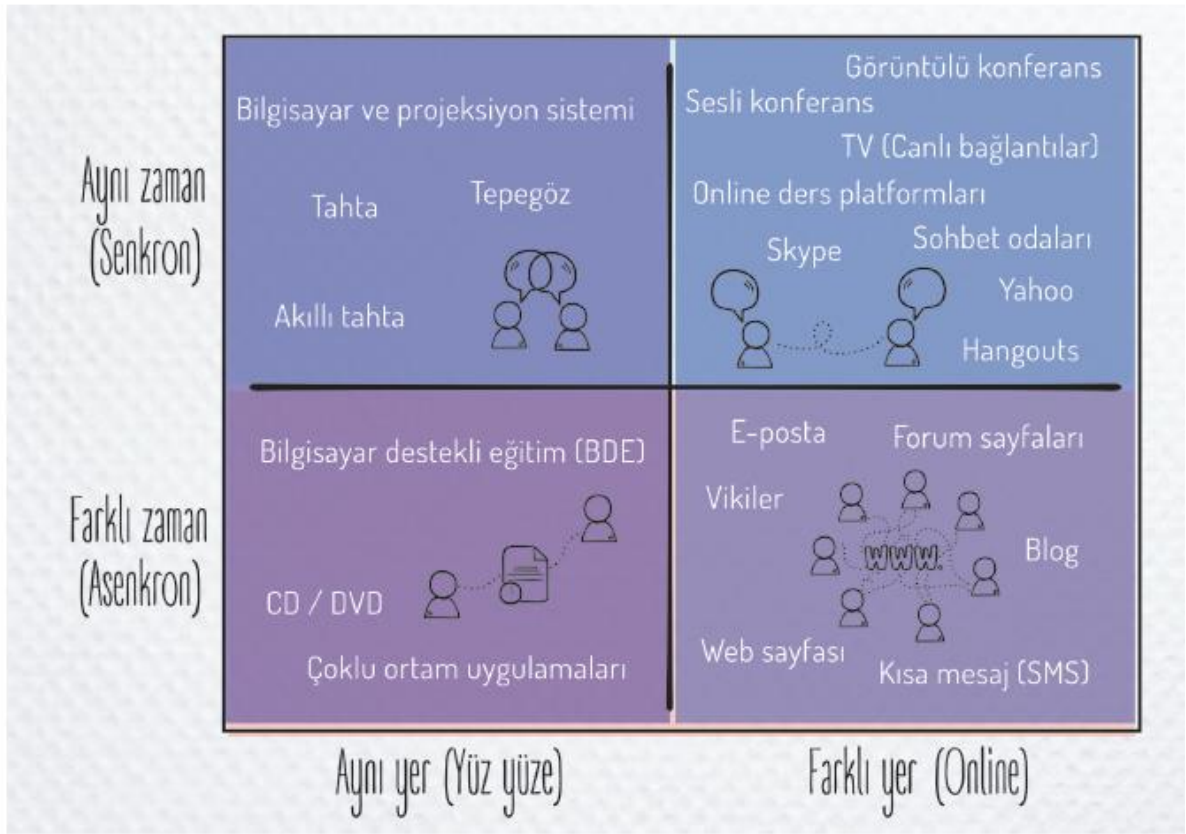 Aynı zaman
(Senkron)
Bilgisayar ve projeksiyon sistemi
Tahta
Tepegöz
Akıllı tahta
Görüntülü konferans
Sesli konferans
TV (Canlı bağlantılar)
Online ders platformları
Skype
Sohbet odaları
Yahoo
Hangouts
Farklı zaman
(Asenkron)
Bilgisayar destekli eğitim (BDE)
CD / DVD
Çoklu ortam uygulamaları
E-posta
Forum sayfaları
Vikiler
www.
Blog
Web sayfası
Kısa mesaj (SMS)
Aynı yer (Yüz yüze)
Farklı yer (Online)